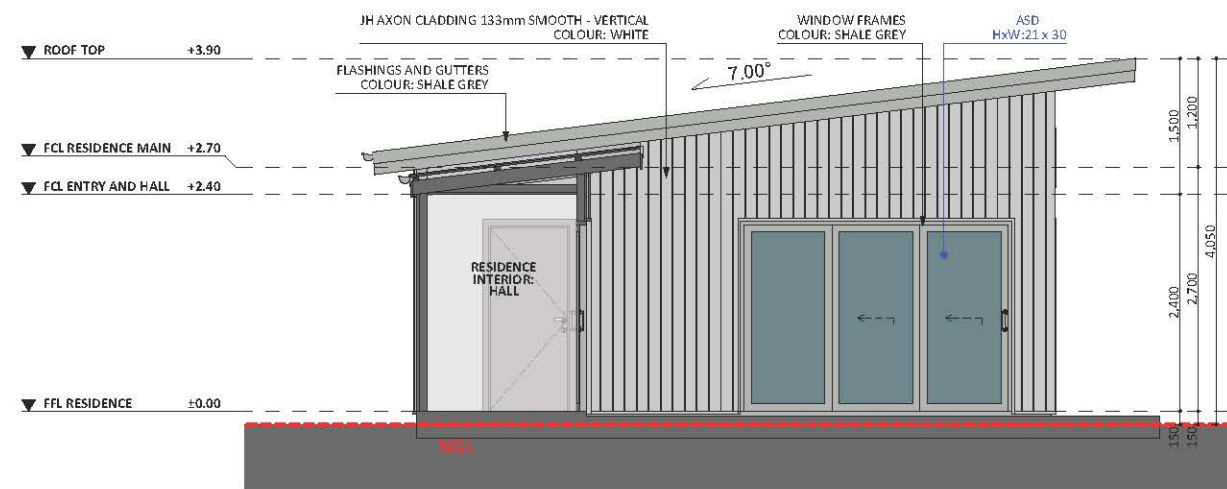 JH AXON CLADDING 133mm SMOOTH - VERTICAL
COLOUR: WHITE
WINDOW FRAMES
COLOUR: SHALE GREY
ASD
HxW:21 x 30
ROOF TOP +3.90
FLASHINGS AND GUTTERS
COLOUR: SHALE GREY
7.00°
1,500
1,200
FCL RESIDENCE MAIN +2.70
FCL ENTRY AND HALL +2.40
4,050
RESIDENCE
INTERIOR:
HALL
2,400
2,700
FFL RESIDENCE ±0.00
150
150
NGL